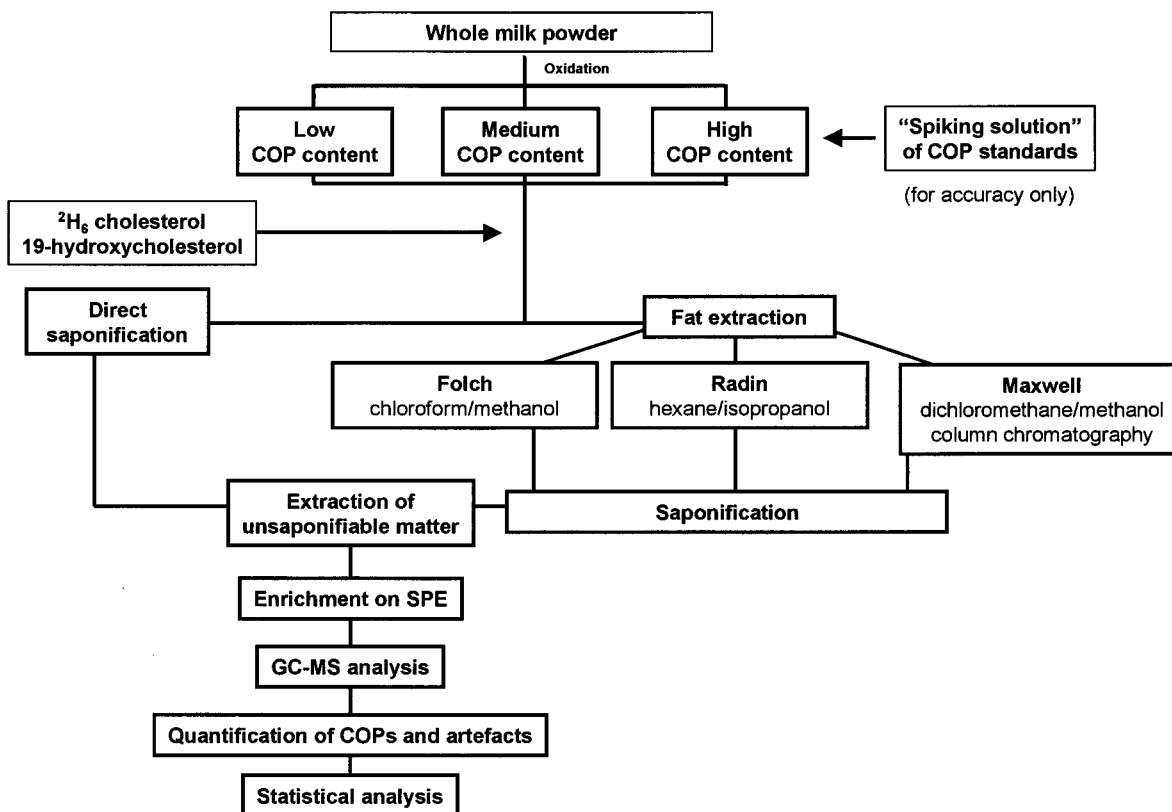 Whole milk powder
Oxidation
Low
COP content
Medium
COP content
High
COP content
“Spiking solution”
of COP standards
(for accuracy only)
²H₆ cholesterol
19-hydroxycholesterol
Direct
saponification
Fat extraction
Folch
chloroform/methanol
Radin
hexane/isopropanol
Maxwell
dichloromethane/methanol
column chromatography
Extraction of
unsaponifiable matter
Saponification
Enrichment on SPE
GC-MS analysis
Quantification of COPs and artefacts
Statistical analysis